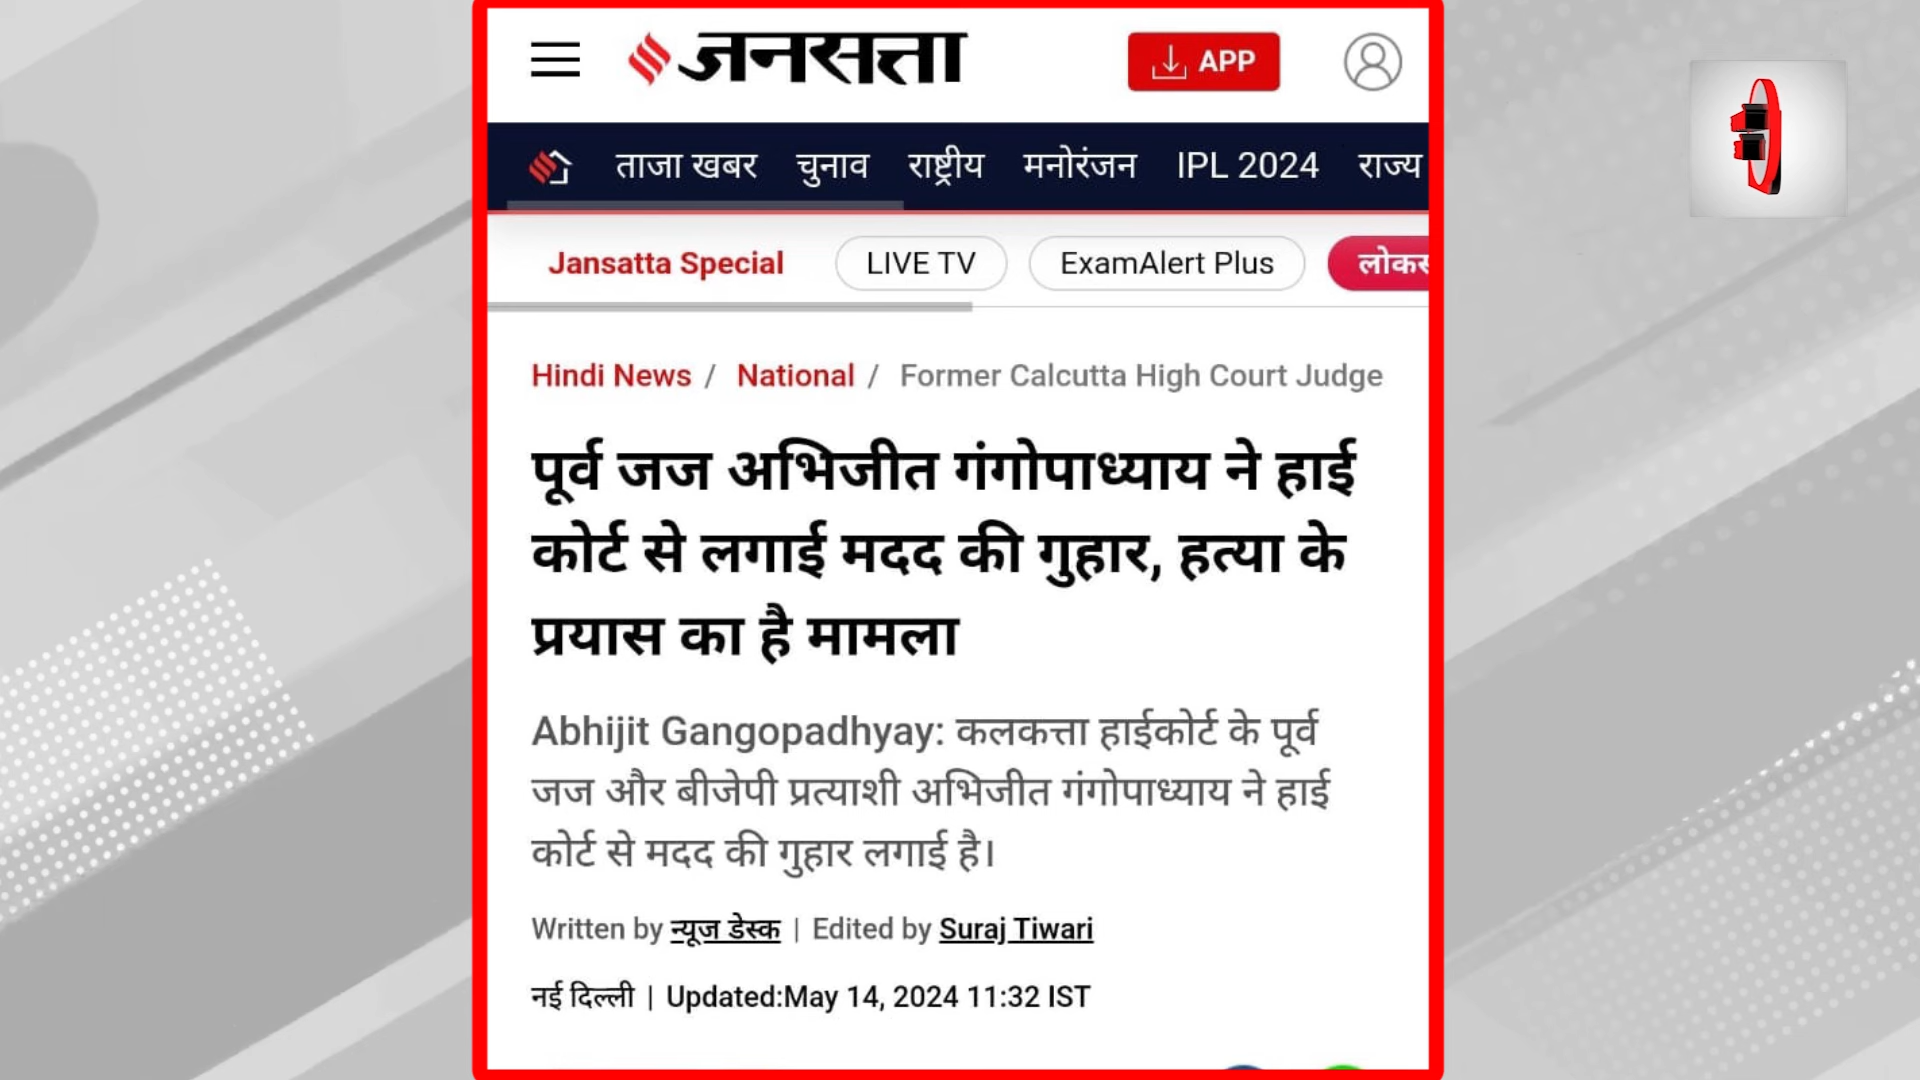 जनसत्ता
APP
ताजा खबर चुनाव राष्ट्रीय मनोरंजन IPL 2024 राज्य
Jansatta Special LIVE TV ExamAlert Plus
Hindi News / National / Former Calcutta High Court Judge
पूर्व जज अभिजीत गंगोपाध्याय ने हाई
कोर्ट से लगाई मदद की गुहार, हत्या के
प्रयास का है मामला
Abhijit Gangopadhyay: कलकत्ता हाईकोर्ट के पूर्व
जज और बीजेपी प्रत्याशी अभिजीत गंगोपाध्याय ने हाई
कोर्ट से मदद की गुहार लगाई है।
Written by न्यूज डेस्क | Edited by Suraj Tiwari
नई दिल्ली | Updated:May 14, 2024 11:32 IST